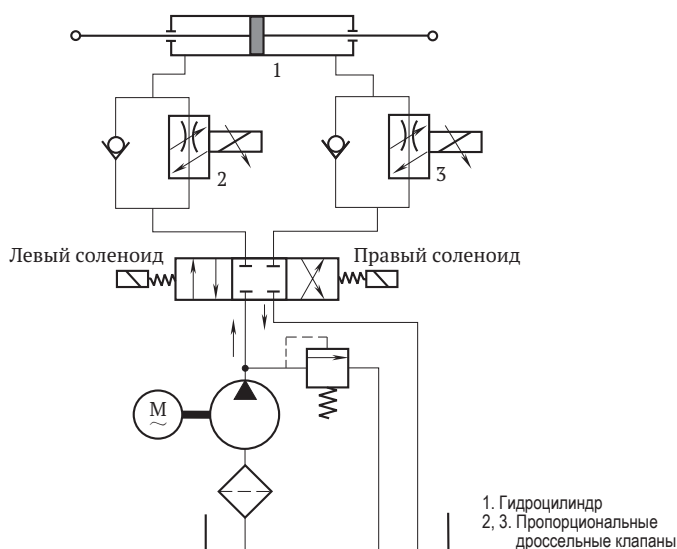 1
2
3
Левый соленоид
Правый соленоид
M
~
1. Гидроцилиндр
2, 3. Пропорциональные
дроссельные клапаны